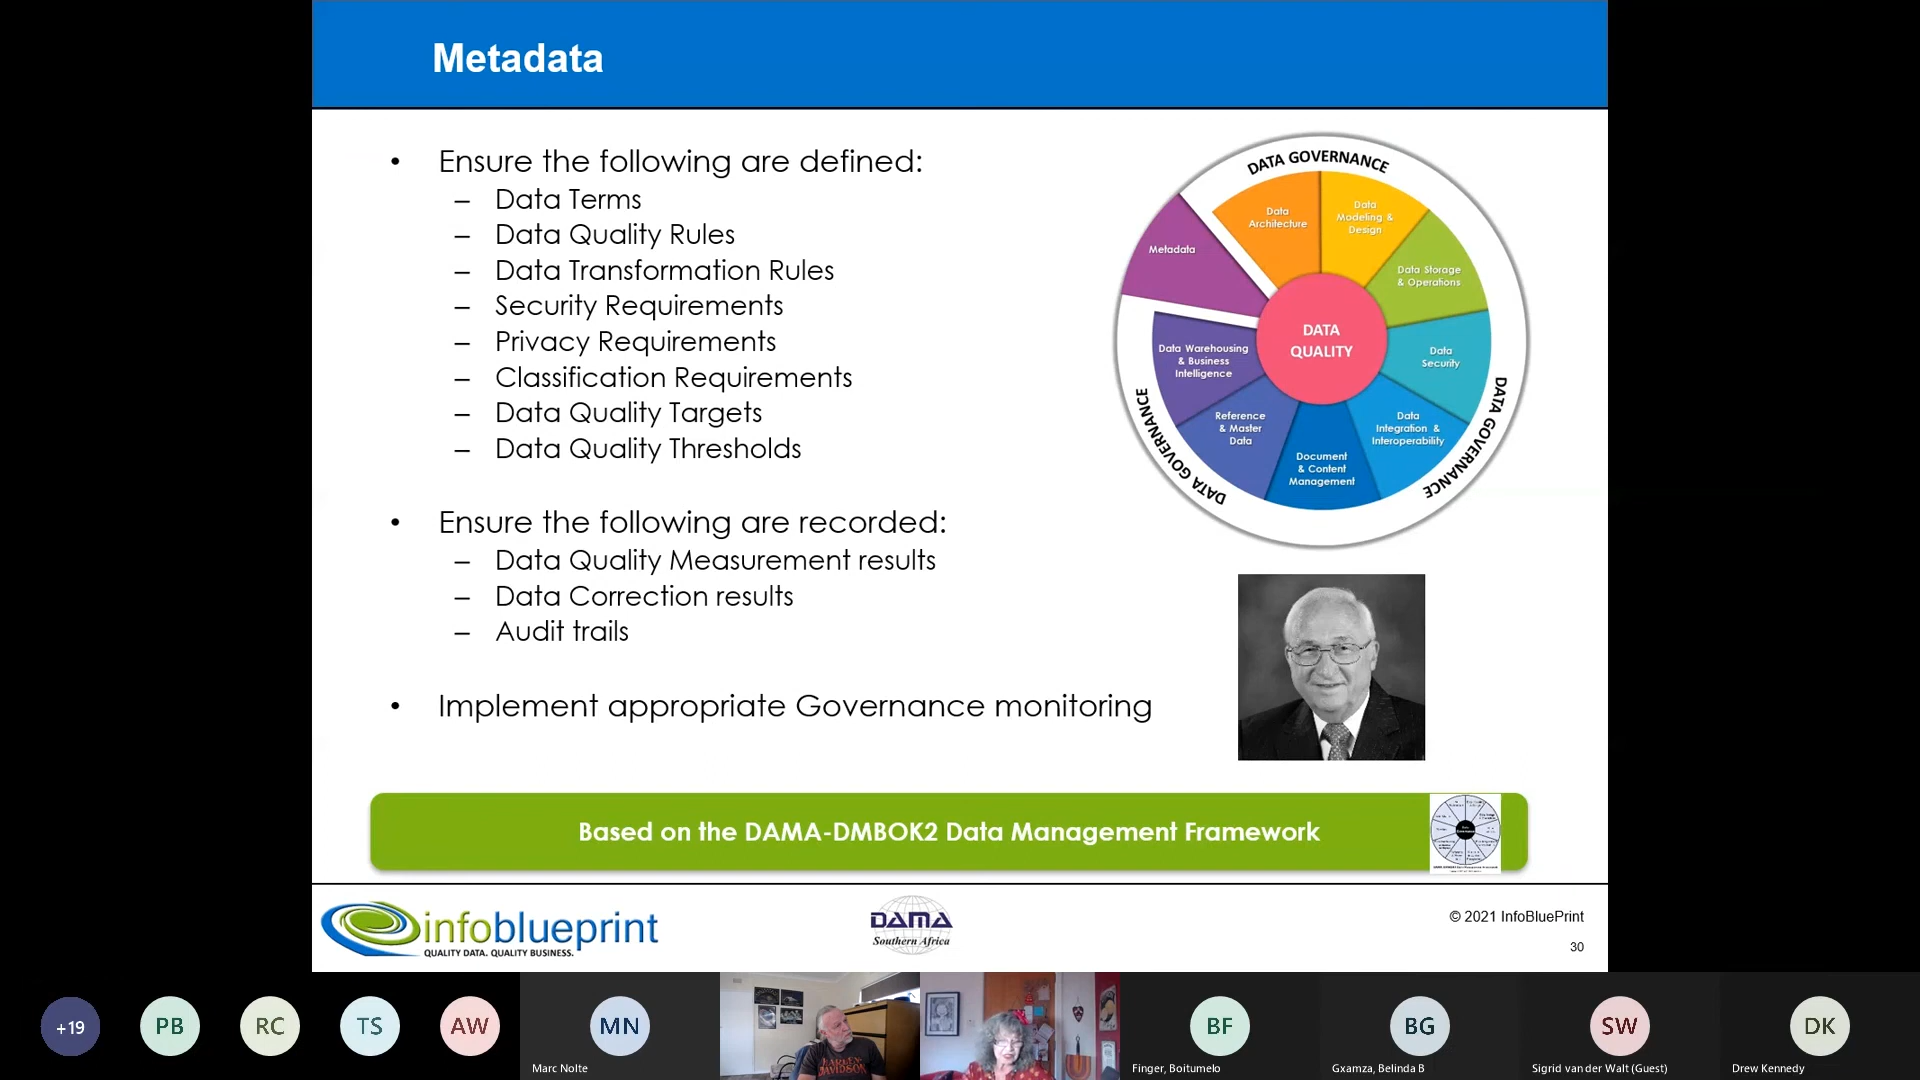 Metadata
• Ensure the following are defined:
– Data Terms
– Data Quality Rules
– Data Transformation Rules
– Security Requirements
– Privacy Requirements
– Classification Requirements
– Data Quality Targets
– Data Quality Thresholds
• Ensure the following are recorded:
– Data Quality Measurement results
– Data Correction results
– Audit trails
• Implement appropriate Governance monitoring
DATA GOVERNANCE
Data
Architecture
Data
Modeling &
Design
Data Storage
& Operations
Data
Security
Data
Integration &
Interoperability
Document
& Content
Management
Reference
& Master
Data
Data Warehousing
& Business
Intelligence
Metadata
DATA
QUALITY
DATA GOVERNANCE
DATA GOVERNANCE
Based on the DAMA-DMBOK2 Data Management Framework
infoblueprint
QUALITY DATA. QUALITY BUSINESS.
DAMA
Southern Africa
© 2021 InfoBluePrint
30
+19
PB
RC
TS
AW
MN
Marc Nolte
HARLEY-
DAVIDSON
BF
Finger, Boitumelo
BG
Gxamza, Belinda B
SW
Sigrid van der Walt (Guest)
DK
Drew Kennedy